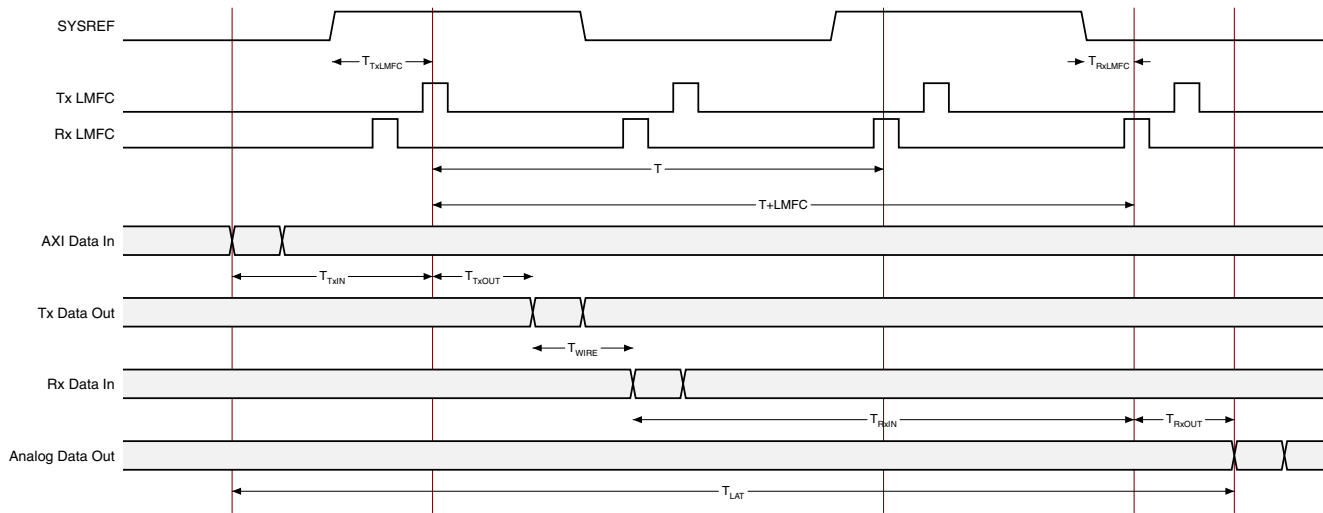 SYSREF
TTxLMFC
TRxLMFC
Tx LMFC
Rx LMFC
T
T+LMFC
AXI Data In
TTxIN
TTxOUT
Tx Data Out
TWIRE
Rx Data In
TRxIN
TRxOUT
Analog Data Out
TLAT